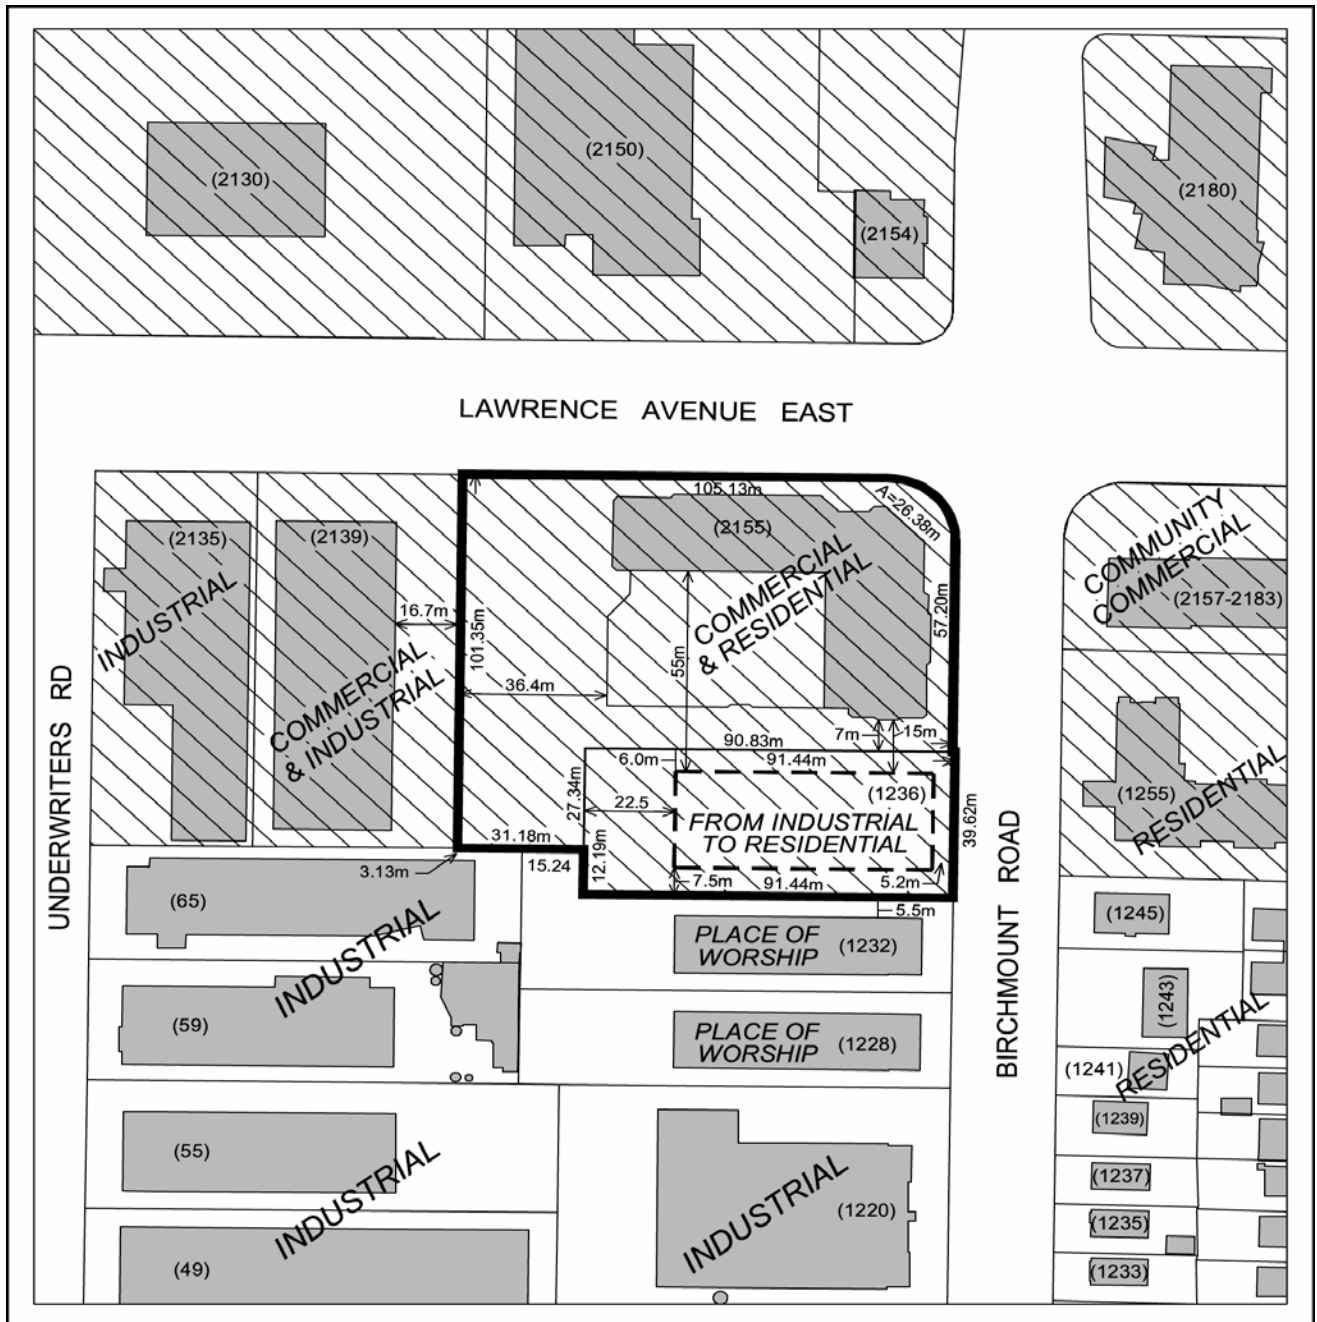 (2130)
(2150)
(2154)
(2180)
LAWRENCE AVENUE EAST
105.13m
A=26.38m
(2135)
(2139)
(2155)
INDUSTRIAL
COMMERCIAL
& INDUSTRIAL
16.7m
101.35m
36.4m
55m
COMMERCIAL
& RESIDENTIAL
57.20m
COMMUNITY
COMMERCIAL
(2157-2183)
UNDERWRITERS RD
7m
15m
90.83m
6.0m
91.44m
27.34m
22.5
(1236)
FROM INDUSTRIAL
TO RESIDENTIAL
39.62m
31.18m
12.19m
3.13m
15.24
7.5m
91.44m
5.2m
5.5m
BIRCHMOUNT ROAD
(1255)
RESIDENTIAL
(65)
INDUSTRIAL
(59)
PLACE OF
WORSHIP
(1232)
PLACE OF
WORSHIP
(1228)
(1245)
(1243)
RESIDENTIAL
(1241)
(1239)
(1237)
(1235)
(1233)
(55)
INDUSTRIAL
(49)
INDUSTRIAL
(1220)